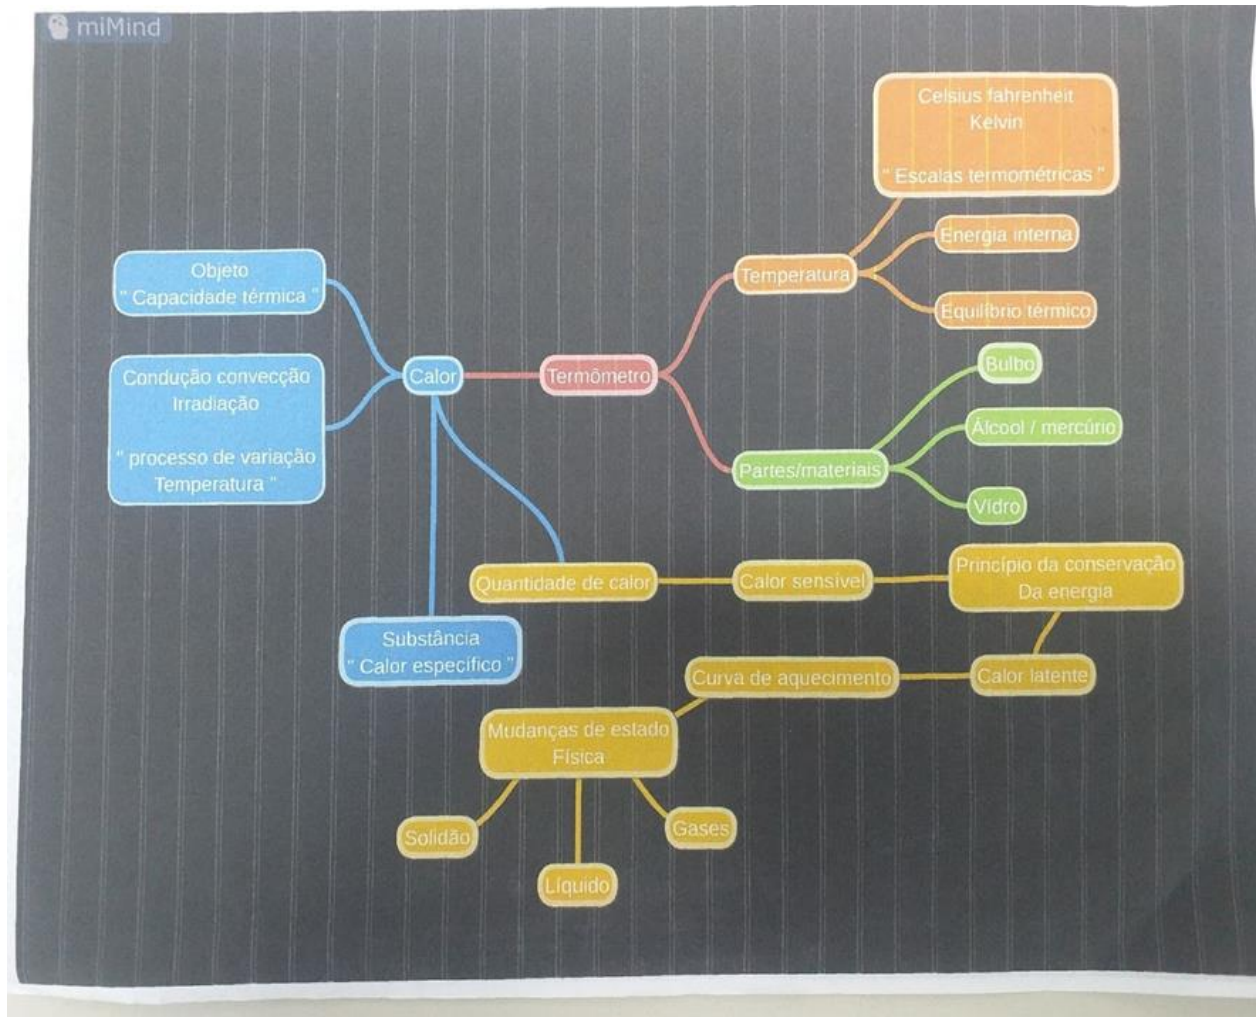 miMind
Celsius fahrenheit
Kelvin
" Escalas termométricas "
Energia interna
Temperatura
Equilíbrio térmico
Objeto
" Capacidade térmica "
Condução convecção
Irradiação
" processo de variação
Temperatura "
Calor
Termômetro
Bulbo
Álcool / mercúrio
Partes/materiais
Vidro
Quantidade de calor
Calor sensível
Princípio da conservação
Da energia
Substância
" Calor específico "
Curva de aquecimento
Calor latente
Mudanças de estado
Física
Solidão
Líquido
Gases